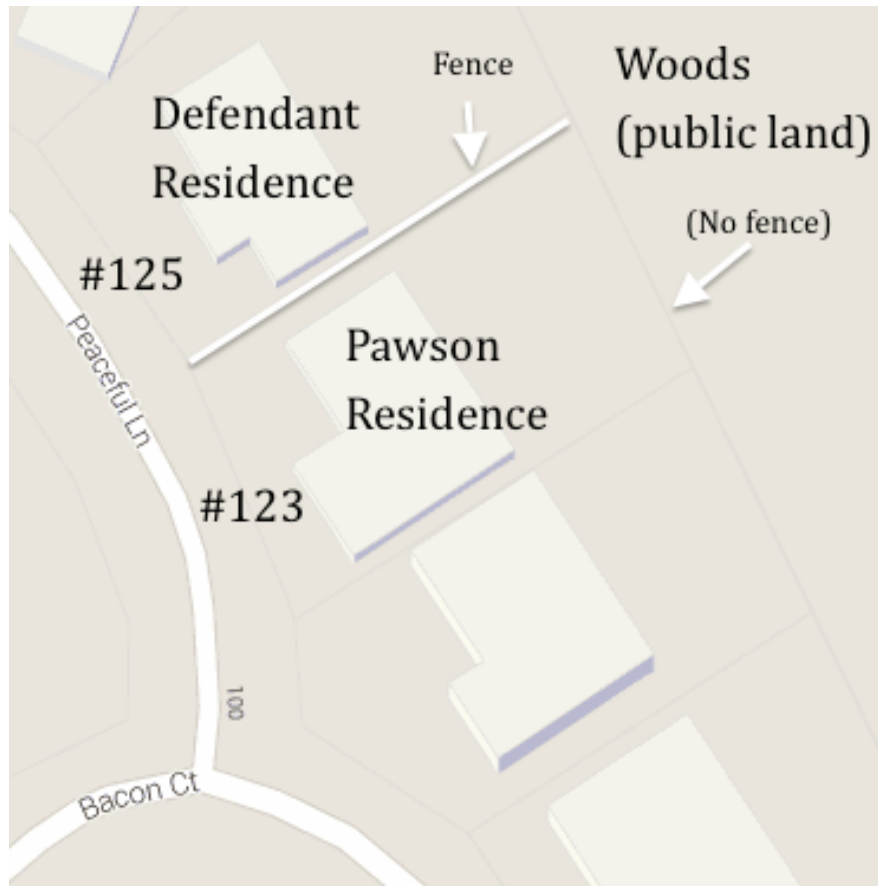 Fence
Woods
(public land)
Defendant
Residence
(No fence)
#125
Peaceful Ln
Pawson
Residence
#123
100
Bacon Ct